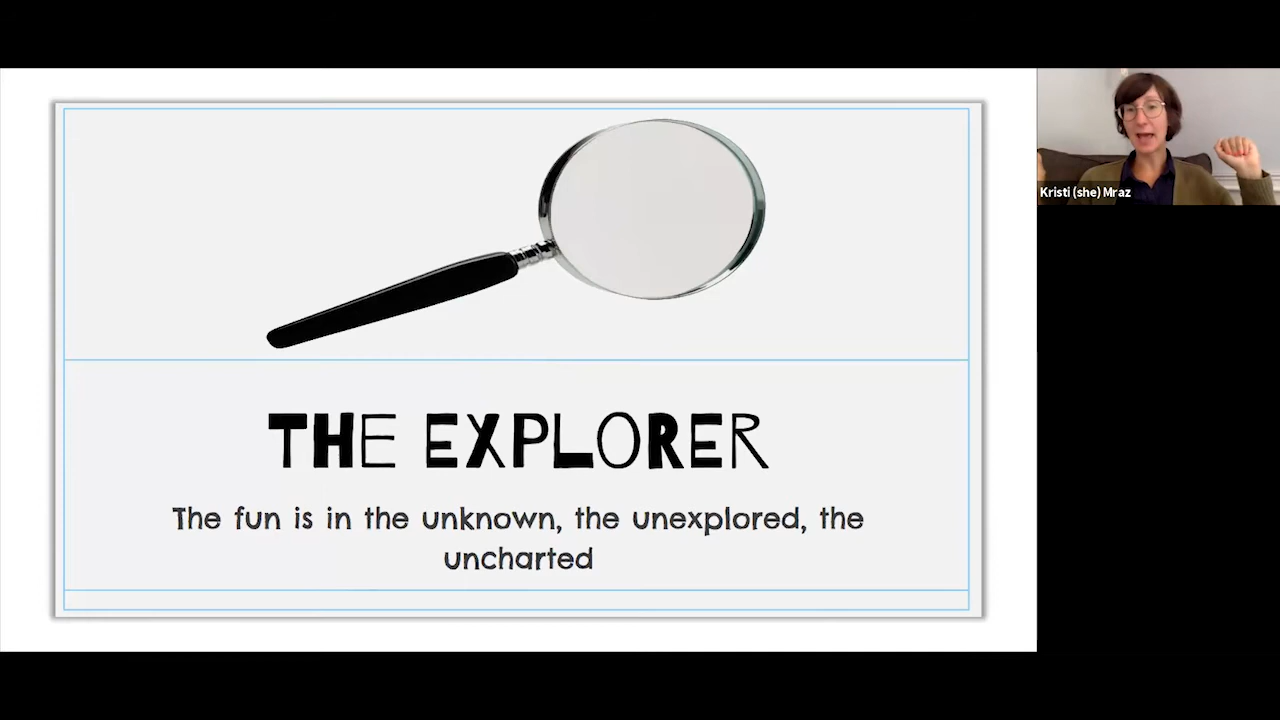 THE EXPLORER
The fun is in the unknown, the unexplored, the
uncharted
Kristi (she) Mraz